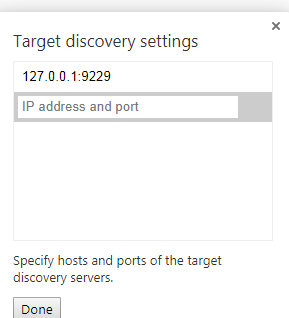 Target discovery settings
127.0.0.1:9229
IP address and port
Specify hosts and ports of the target
discovery servers.
Done